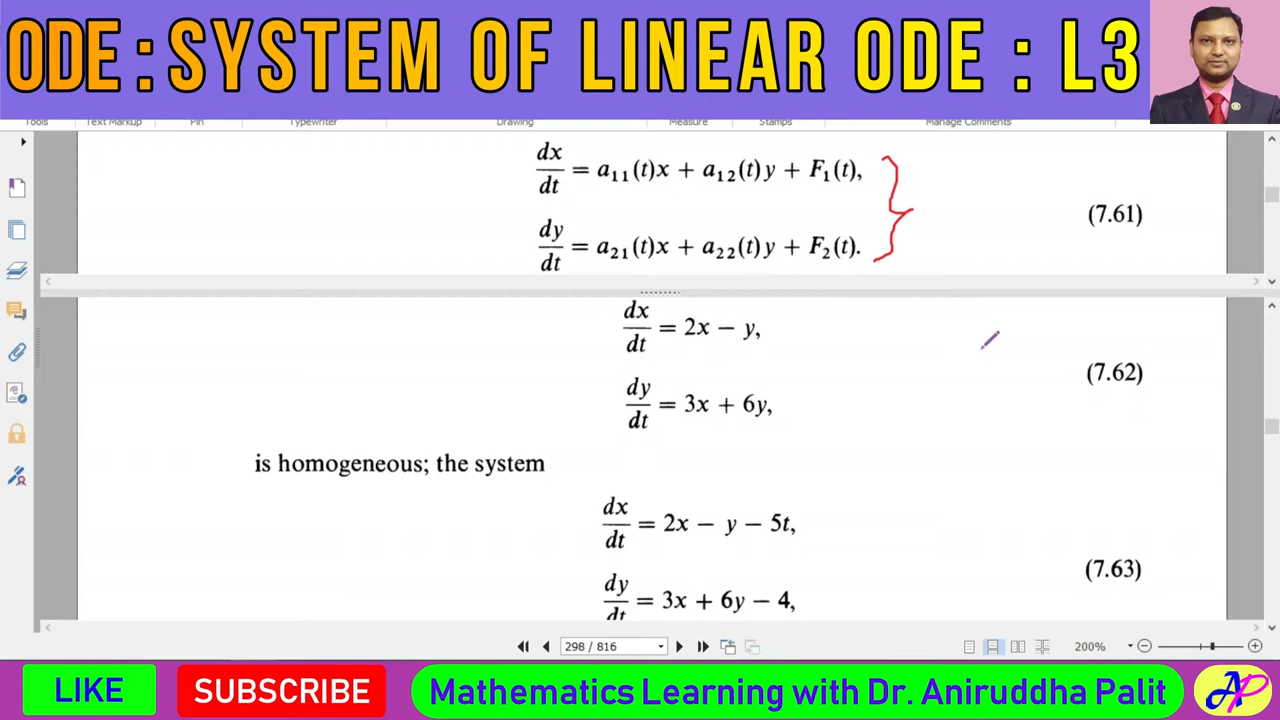 ODE : SYSTEM OF LINEAR ODE : L3
Tools Text Markup Pin Typewriter Drawing Measure Stamps Manage Comments
dx/dt = a₁₁(t)x + a₁₂(t)y + F₁(t),
(7.61)
dy/dt = a₂₁(t)x + a₂₂(t)y + F₂(t).
dx/dt = 2x − y,
(7.62)
dy/dt = 3x + 6y,
is homogeneous; the system
dx/dt = 2x − y − 5t,
(7.63)
dy/dt = 3x + 6y − 4,
298 / 816
200%
LIKE
SUBSCRIBE
Mathematics Learning with Dr. Aniruddha Palit
AP